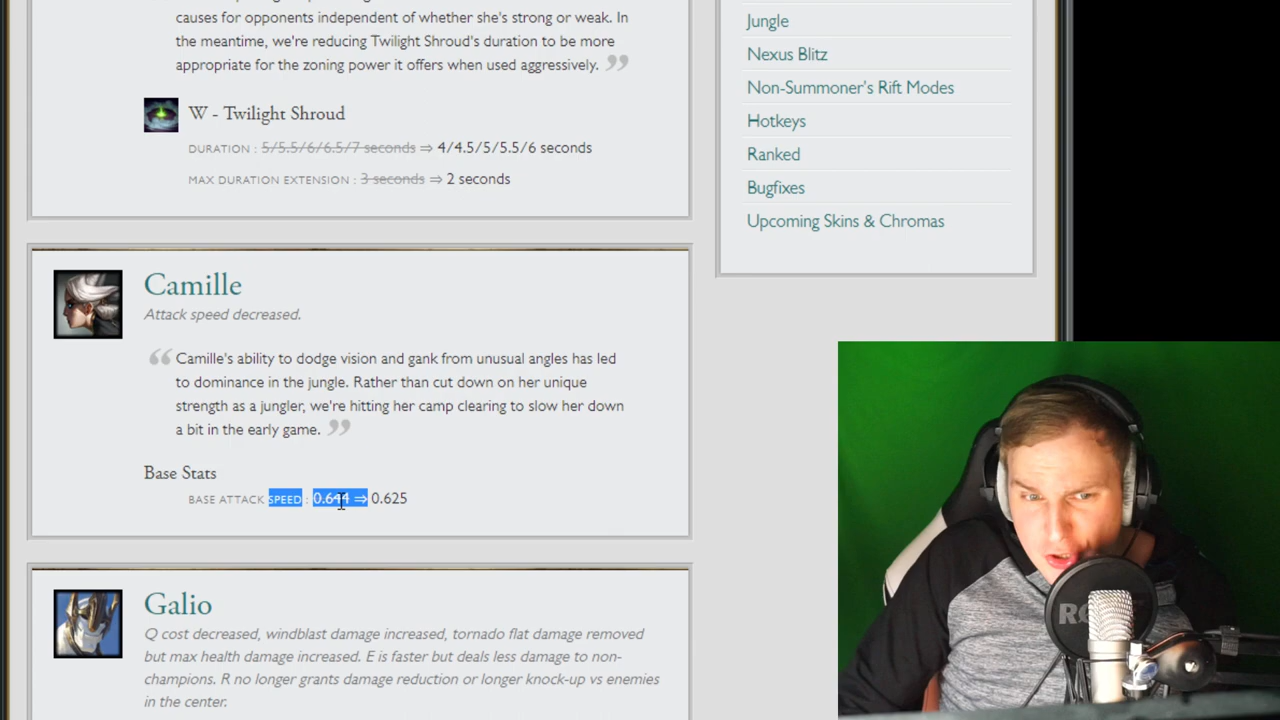 causes for opponents independent of whether she's strong or weak. In
the meantime, we're reducing Twilight Shroud's duration to be more
appropriate for the zoning power it offers when used aggressively. ”
W - Twilight Shroud
DURATION : 5/5.5/6/6.5/7 seconds ⇒ 4/4.5/5/5.5/6 seconds
MAX DURATION EXTENSION : 3 seconds ⇒ 2 seconds
Camille
Attack speed decreased.
“ Camille's ability to dodge vision and gank from unusual angles has led
to dominance in the jungle. Rather than cut down on her unique
strength as a jungler, we're hitting her camp clearing to slow her down
a bit in the early game. ”
Base Stats
BASE ATTACK SPEED : 0.644 ⇒ 0.625
Galio
Q cost decreased, windblast damage increased, tornado flat damage removed
but max health damage increased. E is faster but deals less damage to non-
champions. R no longer grants damage reduction or longer knock-up vs enemies
in the center.
Jungle
Nexus Blitz
Non-Summoner's Rift Modes
Hotkeys
Ranked
Bugfixes
Upcoming Skins & Chromas